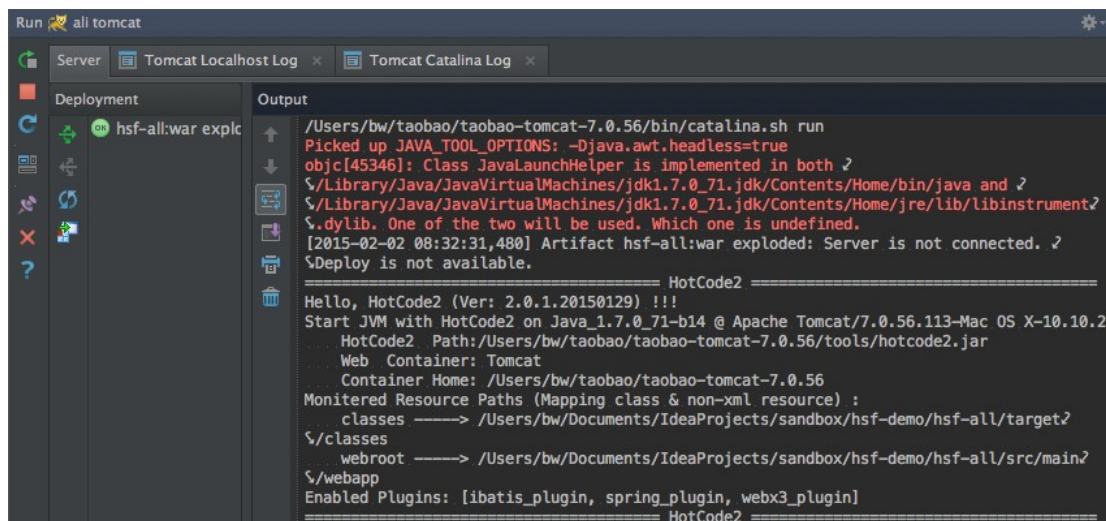 Run ali tomcat
Server Tomcat Localhost Log × Tomcat Catalina Log ×
Deployment Output
OK hsf-all:war explo
/Users/bw/taobao/taobao-tomcat-7.0.56/bin/catalina.sh run
Picked up JAVA_TOOL_OPTIONS: -Djava.awt.headless=true
objc[45346]: Class JavaLaunchHelper is implemented in both
/Library/Java/JavaVirtualMachines/jdk1.7.0_71.jdk/Contents/Home/bin/java and
/Library/Java/JavaVirtualMachines/jdk1.7.0_71.jdk/Contents/Home/jre/lib/libinstrument
.dylib. One of the two will be used. Which one is undefined.
[2015-02-02 08:32:31,480] Artifact hsf-all:war exploded: Server is not connected.
Deploy is not available.
======================================= HotCode2 ======================================
Hello, HotCode2 (Ver: 2.0.1.20150129) !!!
Start JVM with HotCode2 on Java_1.7.0_71-b14 @ Apache Tomcat/7.0.56.113-Mac OS X-10.10.2
HotCode2 Path:/Users/bw/taobao/taobao-tomcat-7.0.56/tools/hotcode2.jar
Web Container: Tomcat
Container Home: /Users/bw/taobao/taobao-tomcat-7.0.56
Monitered Resource Paths (Mapping class & non-xml resource) :
classes -----> /Users/bw/Documents/IdeaProjects/sandbox/hsf-demo/hsf-all/target
/classes
webroot -----> /Users/bw/Documents/IdeaProjects/sandbox/hsf-demo/hsf-all/src/main
/webapp
Enabled Plugins: [ibatis_plugin, spring_plugin, webx3_plugin]
======================================= HotCode2 ======================================